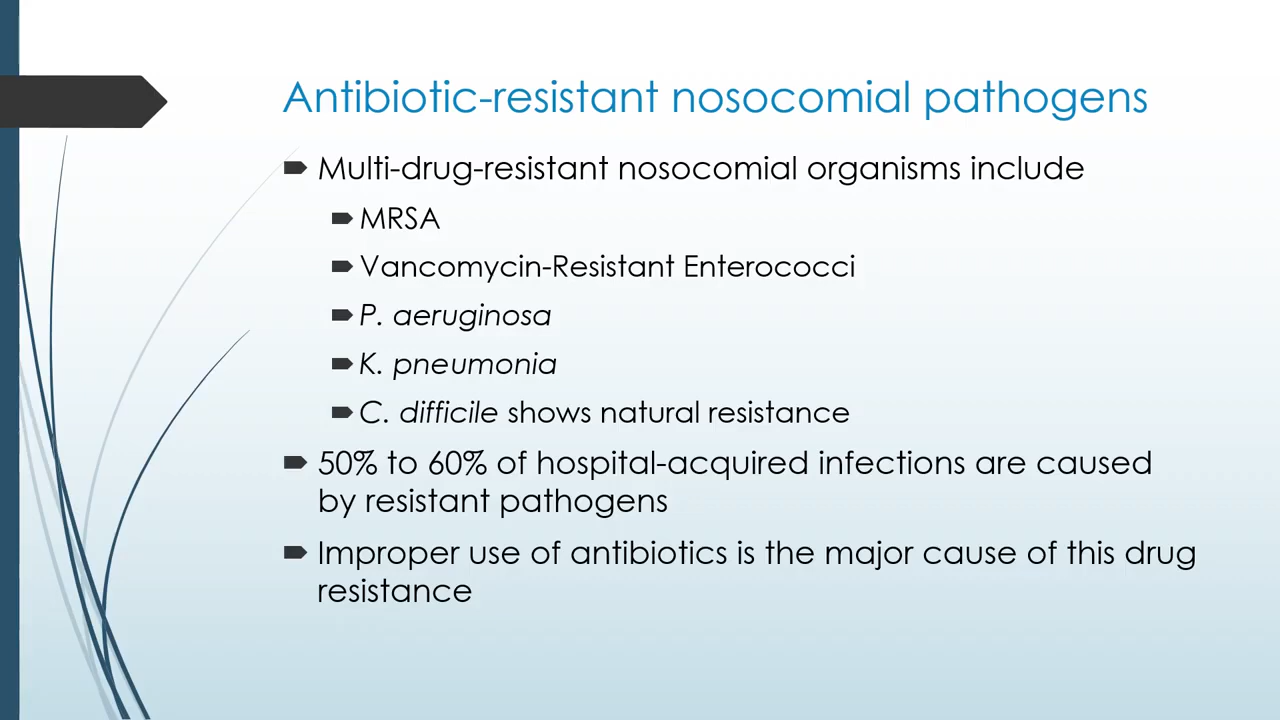 Antibiotic-resistant nosocomial pathogens
Multi-drug-resistant nosocomial organisms include
MRSA
Vancomycin-Resistant Enterococci
P. aeruginosa
K. pneumonia
C. difficile shows natural resistance
50% to 60% of hospital-acquired infections are caused
by resistant pathogens
Improper use of antibiotics is the major cause of this drug
resistance